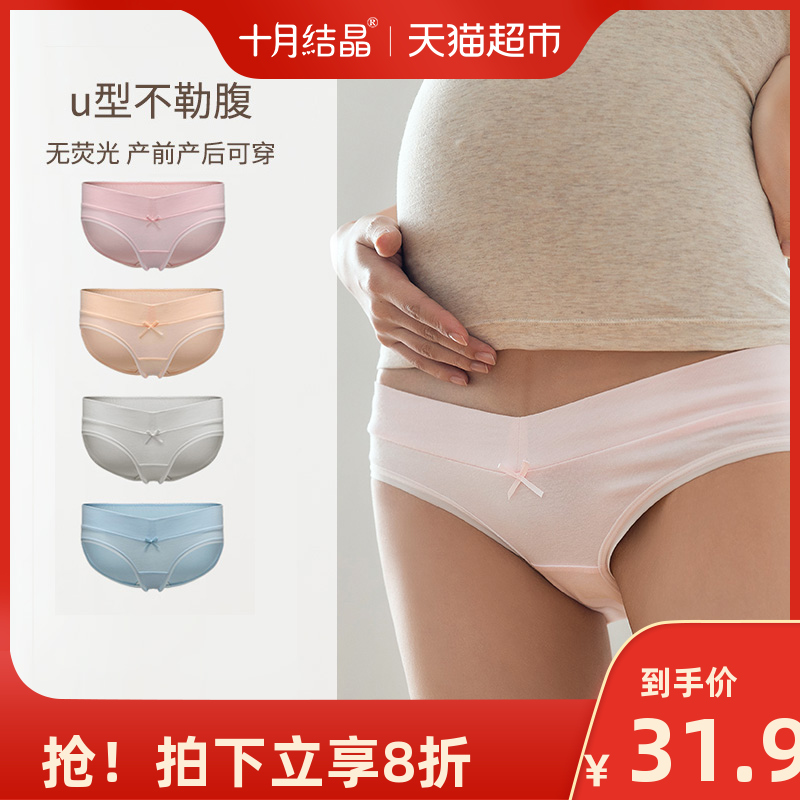 十月结晶® | 天猫超市
u型不勒腹
无荧光 产前产后可穿
到手价
抢！拍下立享8折
¥ 31.9